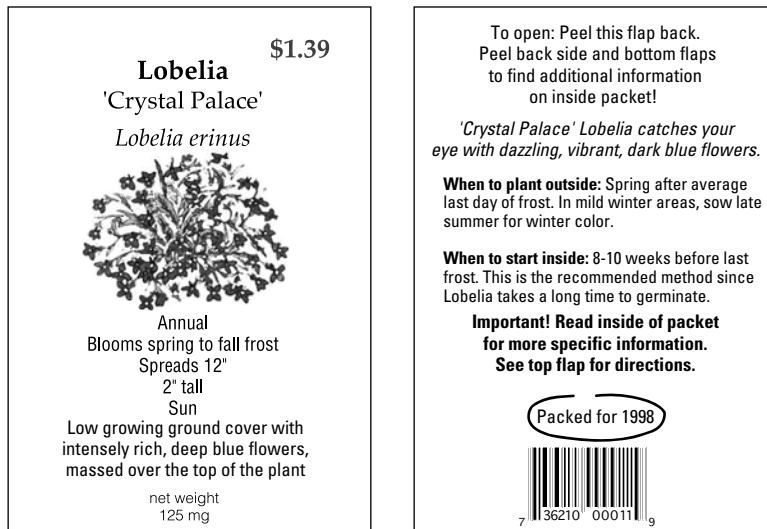 $1.39
Lobelia
'Crystal Palace'
Lobelia erinus
Annual
Blooms spring to fall frost
Spreads 12"
2" tall
Sun
Low growing ground cover with
intensely rich, deep blue flowers,
massed over the top of the plant
net weight
125 mg
To open: Peel this flap back.
Peel back side and bottom flaps
to find additional information
on inside packet!
'Crystal Palace' Lobelia catches your
eye with dazzling, vibrant, dark blue flowers.
When to plant outside: Spring after average
last day of frost. In mild winter areas, sow late
summer for winter color.
When to start inside: 8-10 weeks before last
frost. This is the recommended method since
Lobelia takes a long time to germinate.
Important! Read inside of packet
for more specific information.
See top flap for directions.
Packed for 1998
7 36210 00011 9